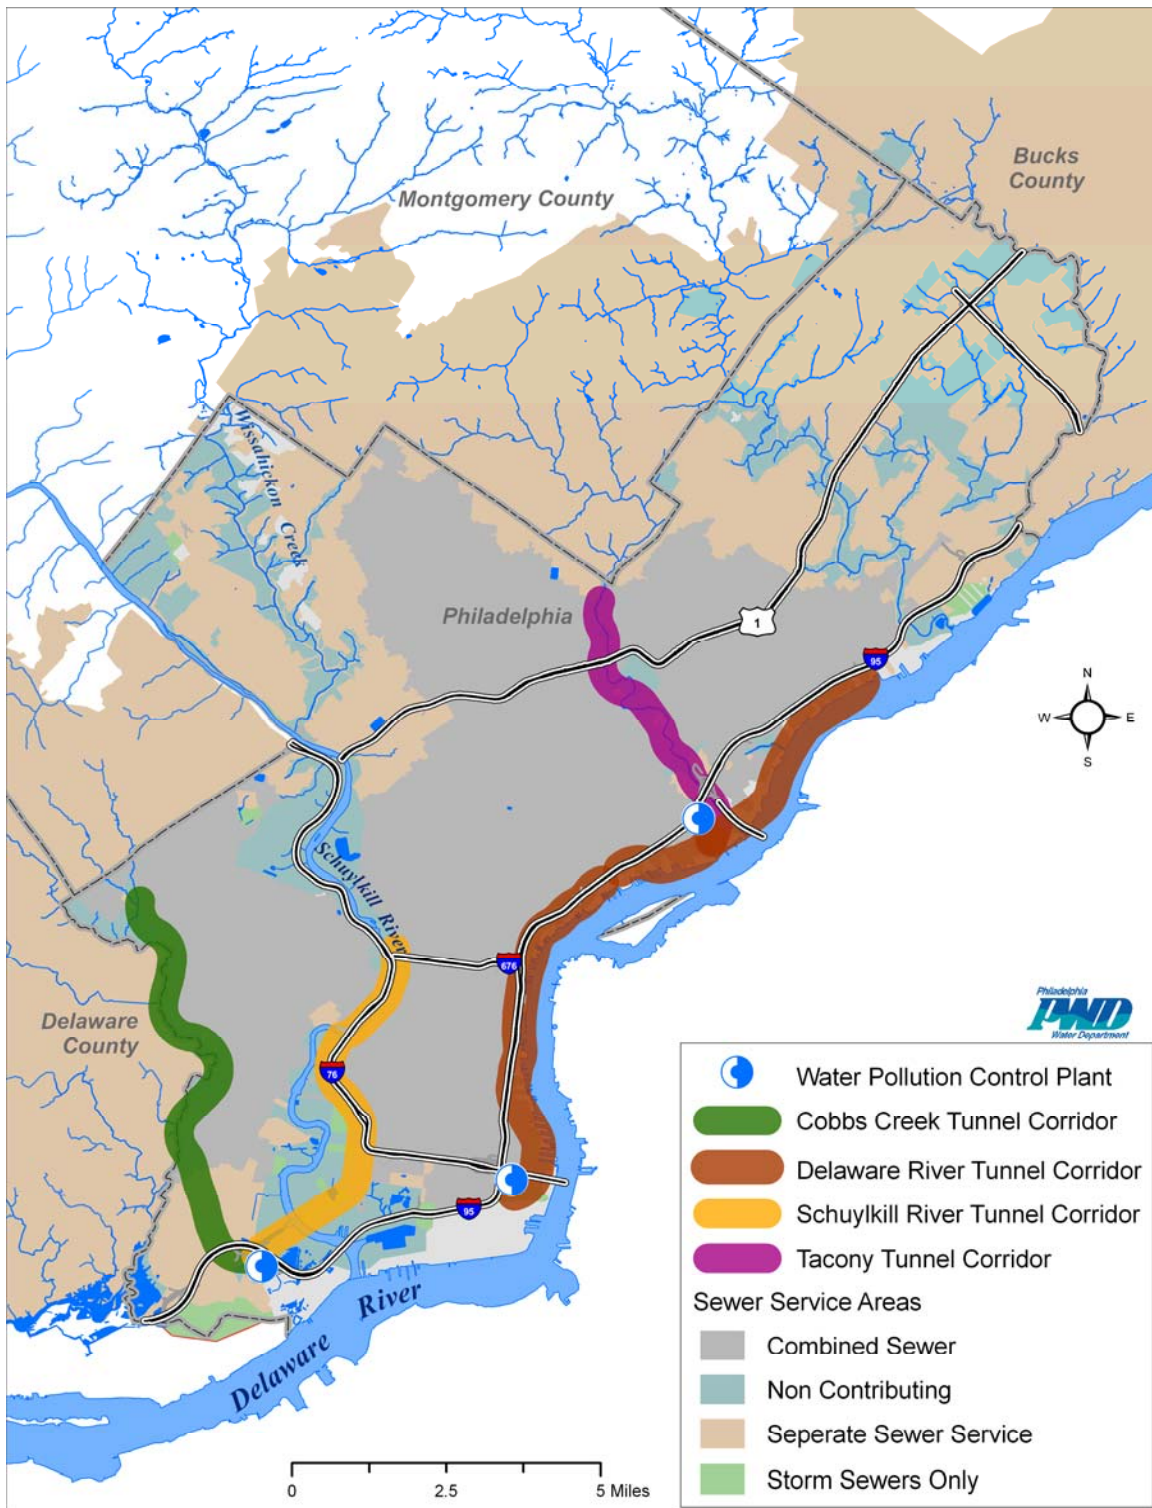 Bucks
County
Montgomery County
Wissahickon Creek
Philadelphia
1
95
N
W E
S
Schuylkill River
676
Delaware
County
76
95
Delaware River
Philadelphia
PWD
Water Department
Water Pollution Control Plant
Cobbs Creek Tunnel Corridor
Delaware River Tunnel Corridor
Schuylkill River Tunnel Corridor
Tacony Tunnel Corridor
Sewer Service Areas
Combined Sewer
Non Contributing
Seperate Sewer Service
Storm Sewers Only
0 2.5 5 Miles